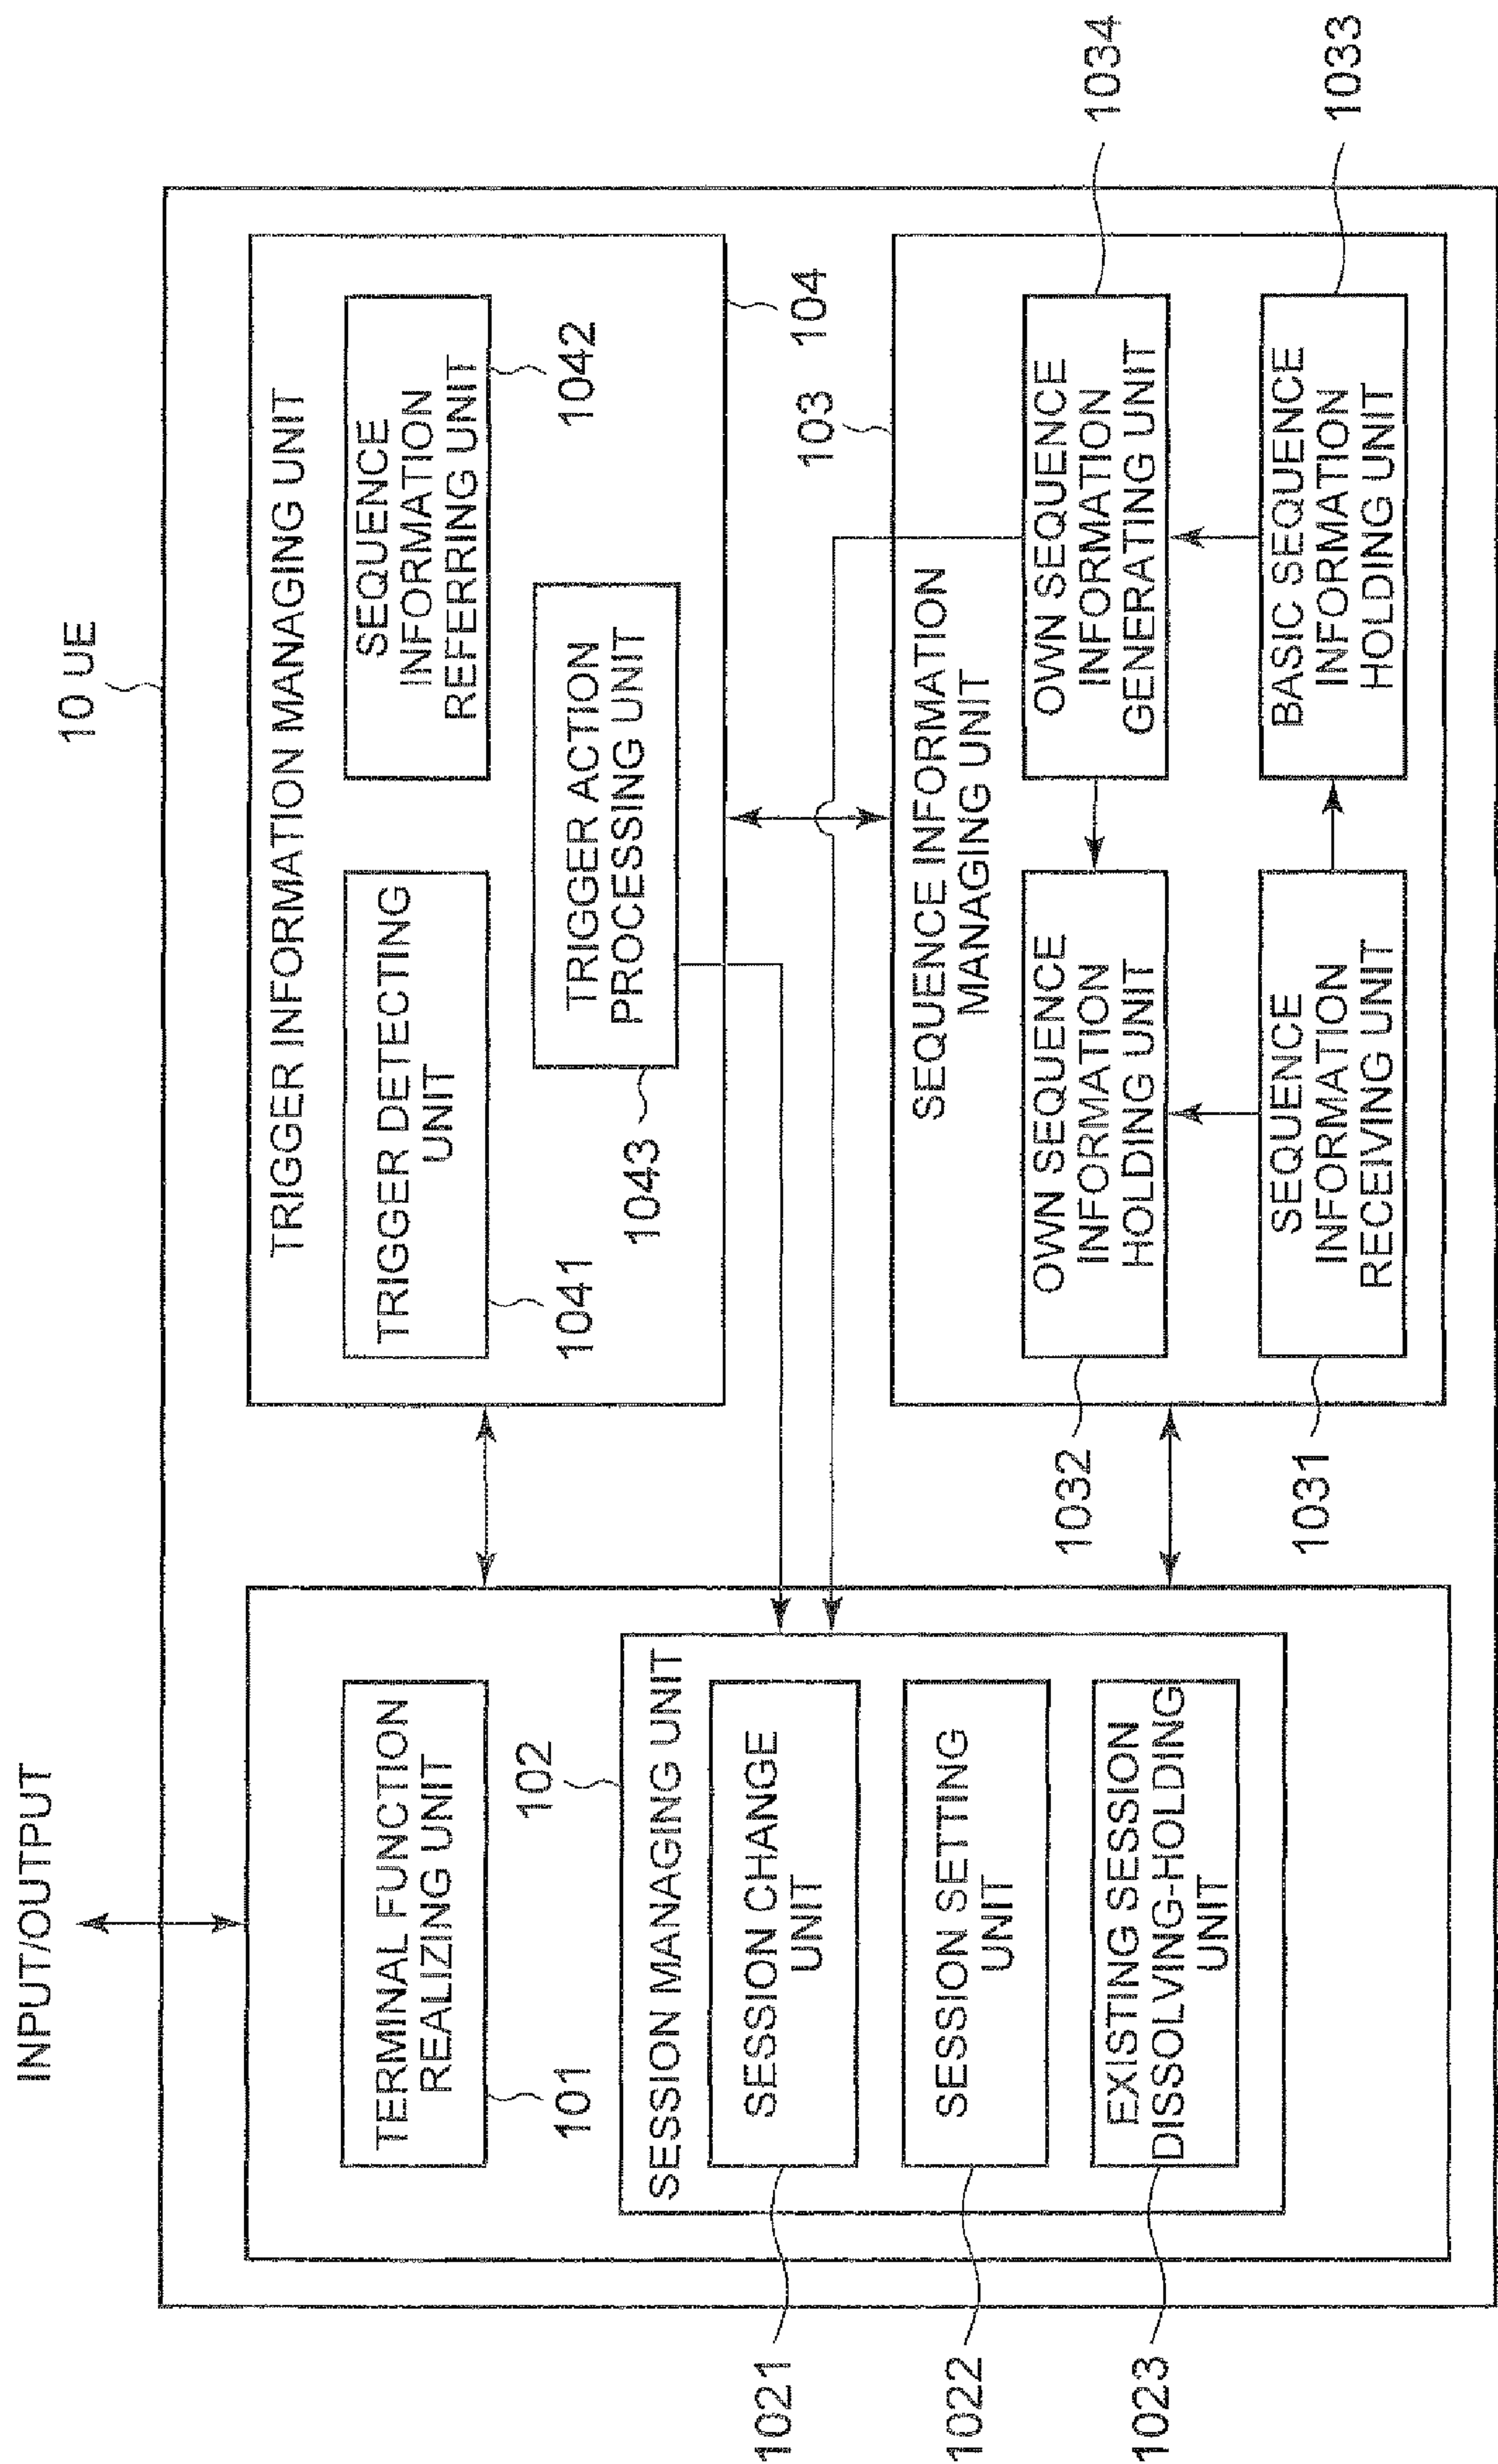 INPUT/OUTPUT
10 UE
TERMINAL FUNCTION
REALIZING UNIT
101
102
SESSION MANAGING UNIT
SESSION CHANGE
UNIT
SESSION SETTING
UNIT
EXISTING SESSION
DISSOLVING-HOLDING
UNIT
1021
1022
1023
TRIGGER INFORMATION MANAGING UNIT
TRIGGER DETECTING
UNIT
1041
SEQUENCE
INFORMATION
REFERRING UNIT
1042
TRIGGER ACTION
PROCESSING UNIT
1043
104
103
SEQUENCE INFORMATION
MANAGING UNIT
OWN SEQUENCE
INFORMATION
HOLDING UNIT
1032
OWN SEQUENCE
INFORMATION
GENERATING UNIT
1034
SEQUENCE
INFORMATION
RECEIVING UNIT
1031
BASIC SEQUENCE
INFORMATION
HOLDING UNIT
1033